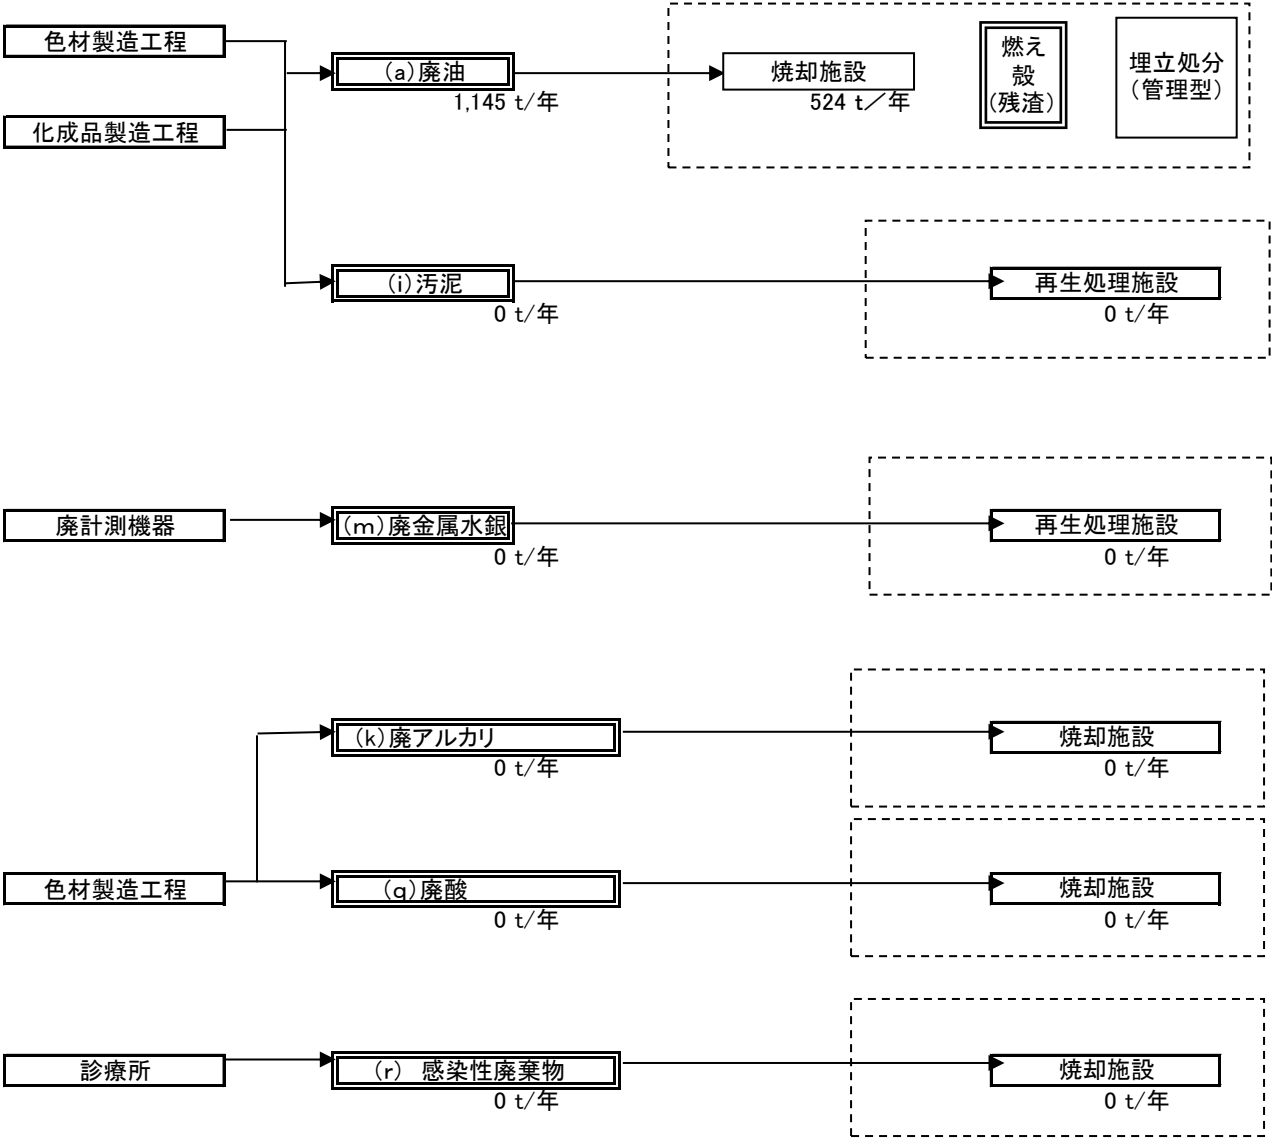 色材製造工程
(a)廃油
1,145 t/年
焼却施設
524 t／年
燃え
殻
(残渣)
埋立処分
(管理型)
化成品製造工程
(i)汚泥
0 t/年
再生処理施設
0 t/年
廃計測機器
(m)廃金属水銀
0 t/年
再生処理施設
0 t/年
(k)廃アルカリ
0 t/年
焼却施設
0 t/年
色材製造工程
(q)廃酸
0 t/年
焼却施設
0 t/年
診療所
(r) 感染性廃棄物
0 t/年
焼却施設
0 t/年